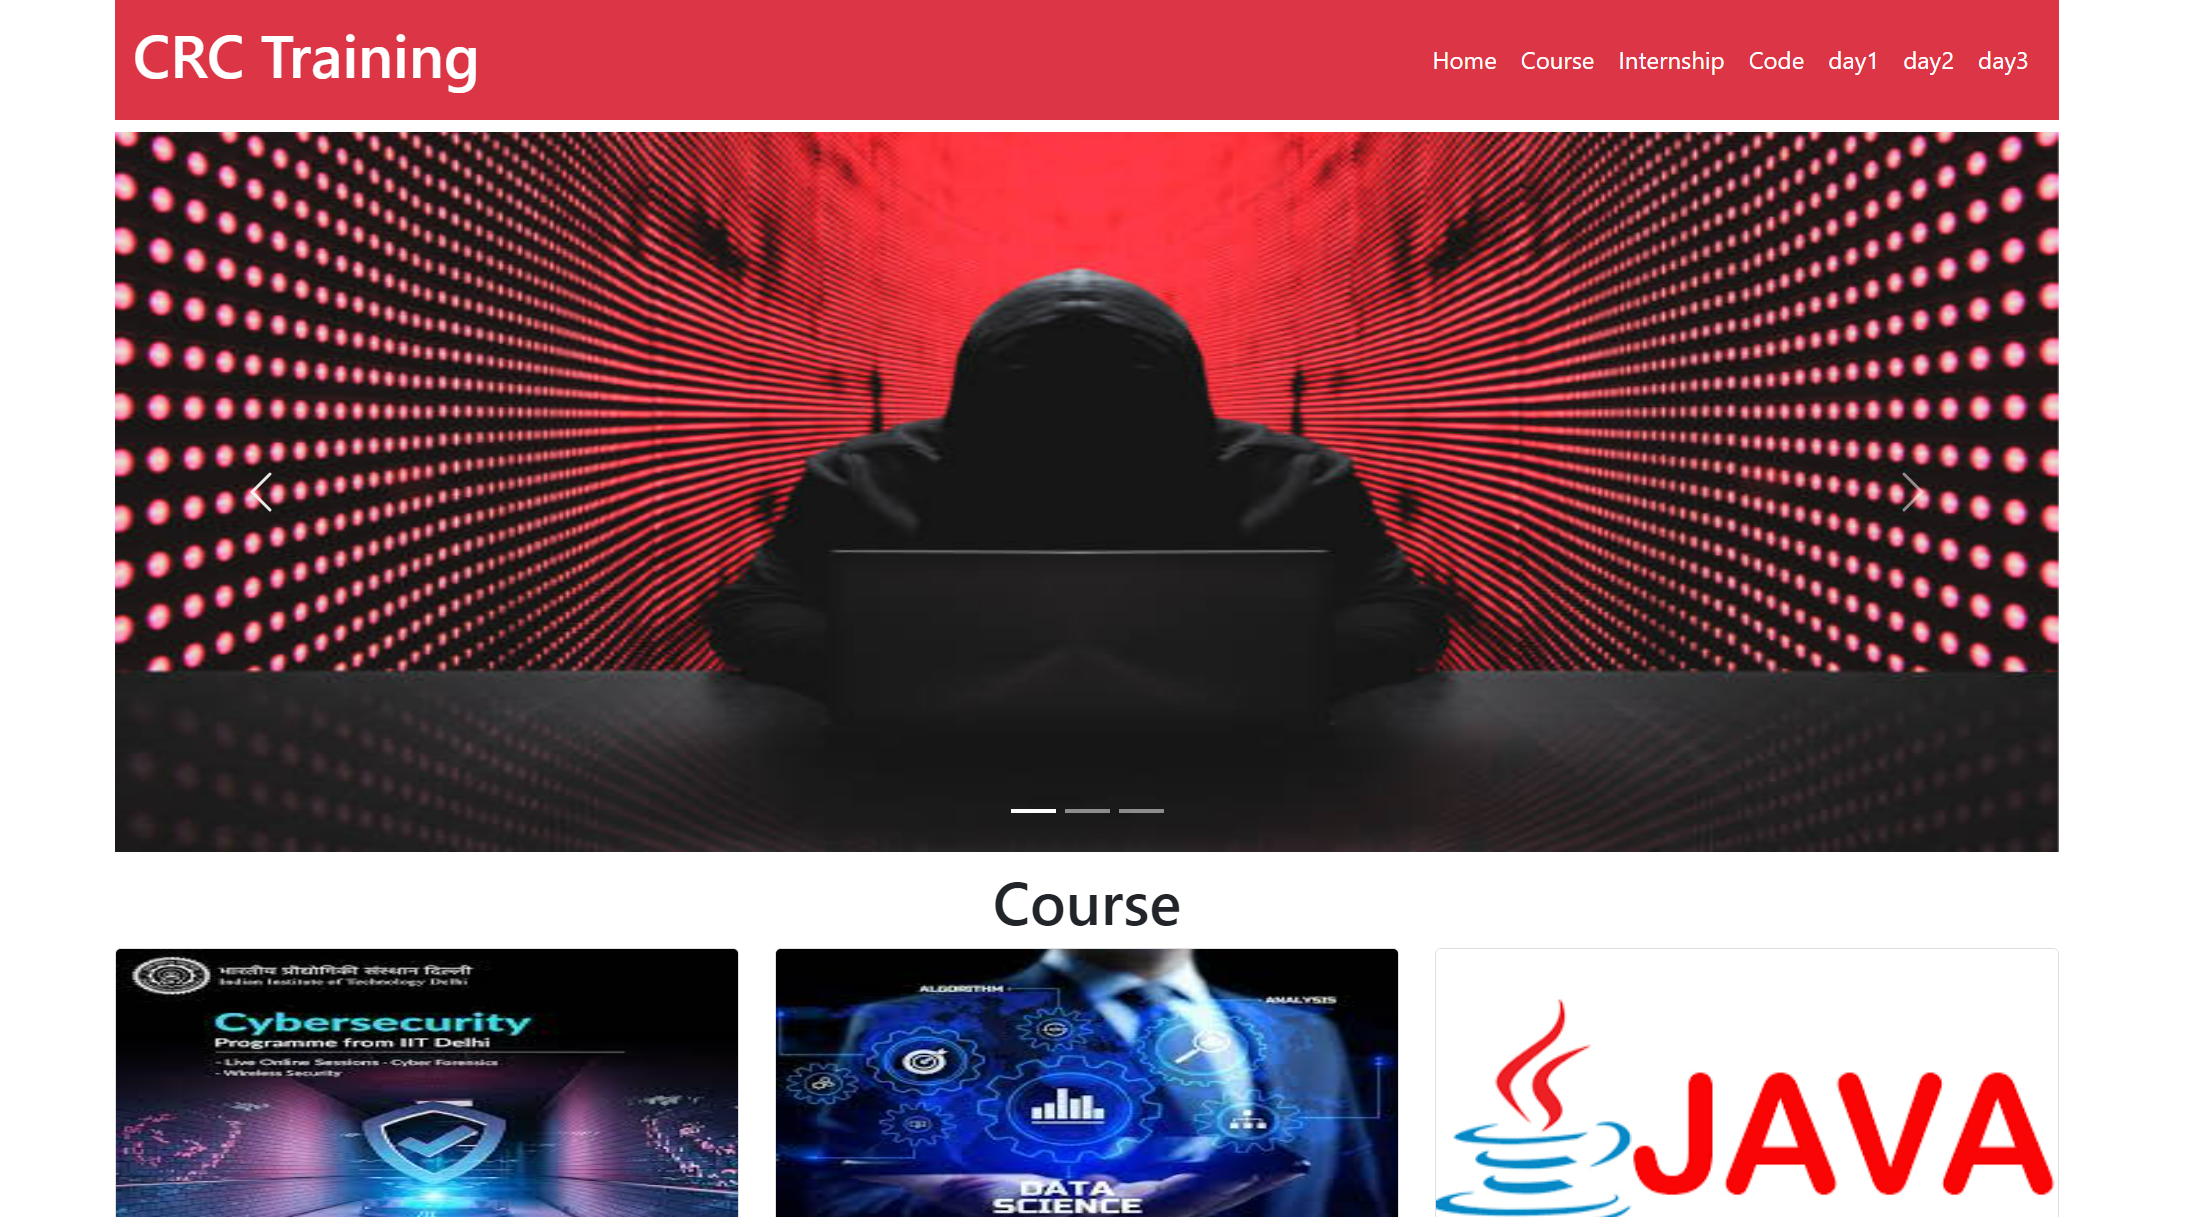 CRC Training
Home Course Internship Code day1 day2 day3
Course
भारतीय प्रौद्योगिकी संस्थान दिल्ली
Indian Institute of Technology Delhi
Cybersecurity
Programme from IIT Delhi
- Live Online Sessions - Cyber Forensics
- Wireless Security
ALGORITHM
ANALYSIS
DATA
SCIENCE
JAVA